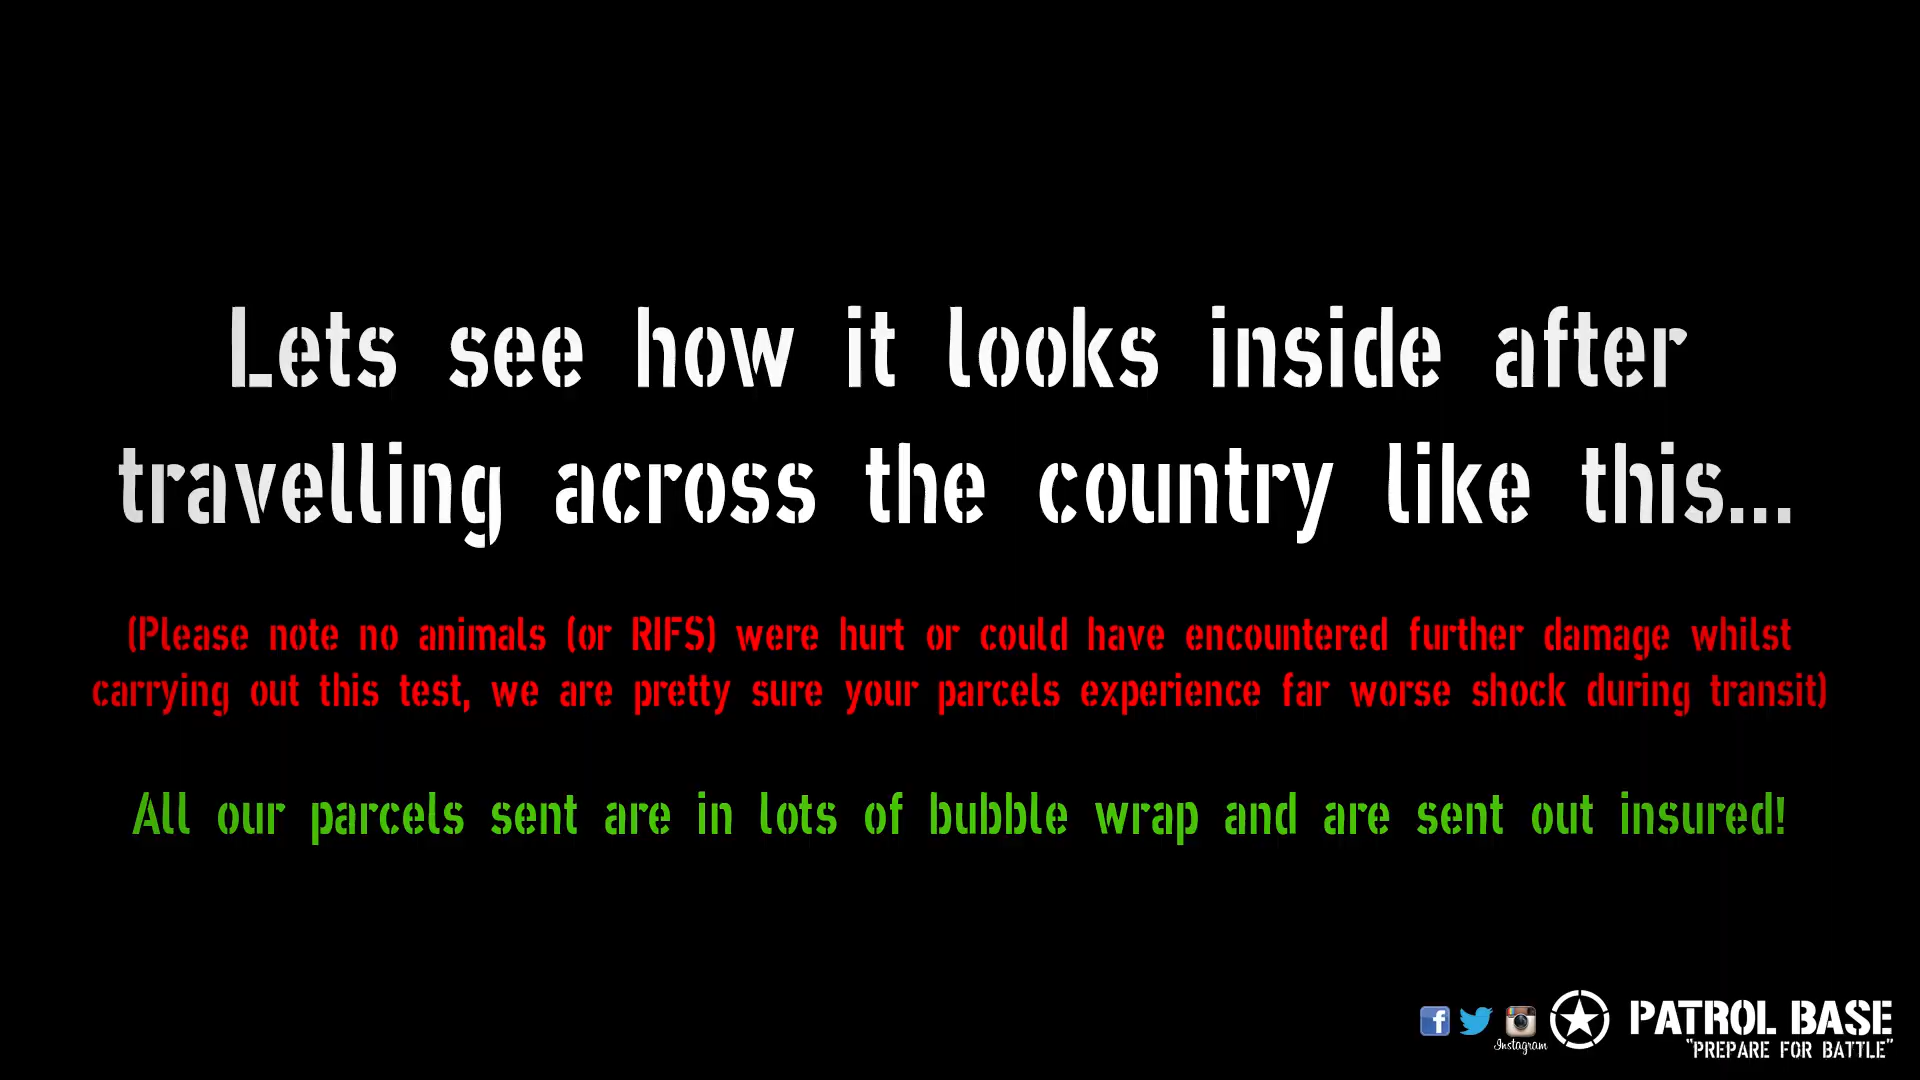 Lets see how it looks inside after
travelling across the country like this...
(Please note no animals (or RIFS) were hurt or could have encountered further damage whilst
carrying out this test, we are pretty sure your parcels experience far worse shock during transit)
All our parcels sent are in lots of bubble wrap and are sent out insured!
Instagram
PATROL BASE
"PREPARE FOR BATTLE"